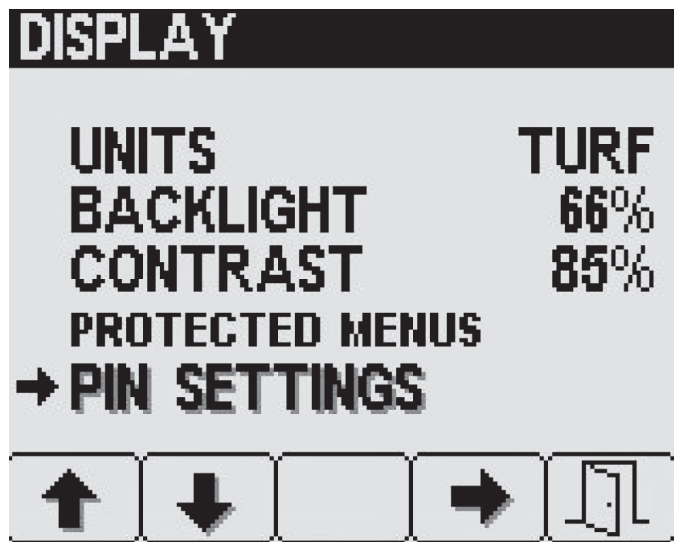 DISPLAY
UNITS TURF
BACKLIGHT 66%
CONTRAST 85%
PROTECTED MENUS
PIN SETTINGS